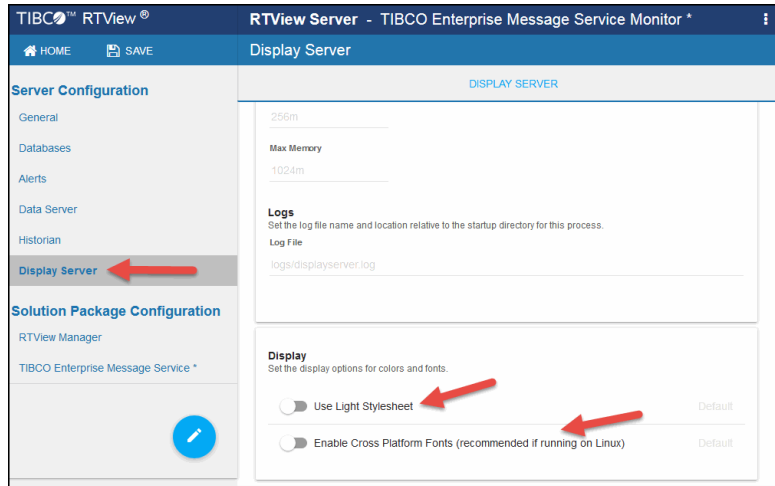 TIBCO™ RTView ®
RTView Server - TIBCO Enterprise Message Service Monitor *
HOME
SAVE
Display Server
DISPLAY SERVER
Server Configuration
General
Databases
Alerts
Data Server
Historian
Display Server
Solution Package Configuration
RTView Manager
TIBCO Enterprise Message Service *
256m
Max Memory
1024m
Logs
Set the log file name and location relative to the startup directory for this process.
Log File
logs/displayserver.log
Display
Set the display options for colors and fonts.
Use Light Stylesheet
Default
Enable Cross Platform Fonts (recommended if running on Linux)
Default